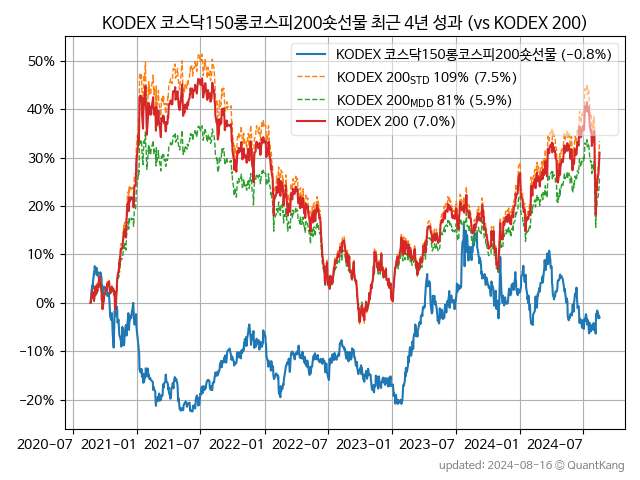 KODEX 코스닥150롱코스피200숏선물 최근 4년 성과 (vs KODEX 200)
KODEX 코스닥150롱코스피200숏선물 (−0.8%)
KODEX 200STD 109% (7.5%)
KODEX 200MDD 81% (5.9%)
KODEX 200 (7.0%)
50%
40%
30%
20%
10%
0%
−10%
−20%
2020-07 2021-01 2021-07 2022-01 2022-07 2023-01 2023-07 2024-01 2024-07
updated: 2024-08-16 © QuantKang